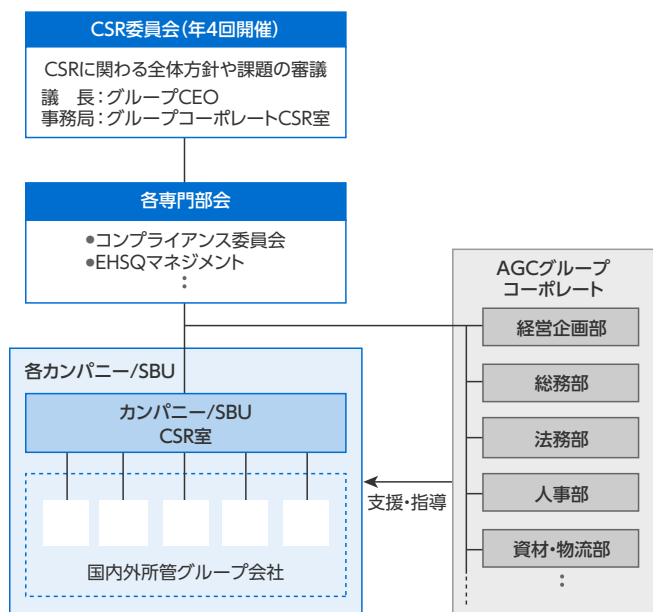 CSR委員会(年4回開催)
CSRに関わる全体方針や課題の審議
議　長：グループCEO
事務局：グループコーポレートCSR室
各専門部会
●コンプライアンス委員会
●EHSQマネジメント
：
AGCグループ
コーポレート
経営企画部
総務部
法務部
人事部
資材・物流部
：
各カンパニー/SBU
カンパニー/SBU
CSR室
支援・指導
国内外所管グループ会社